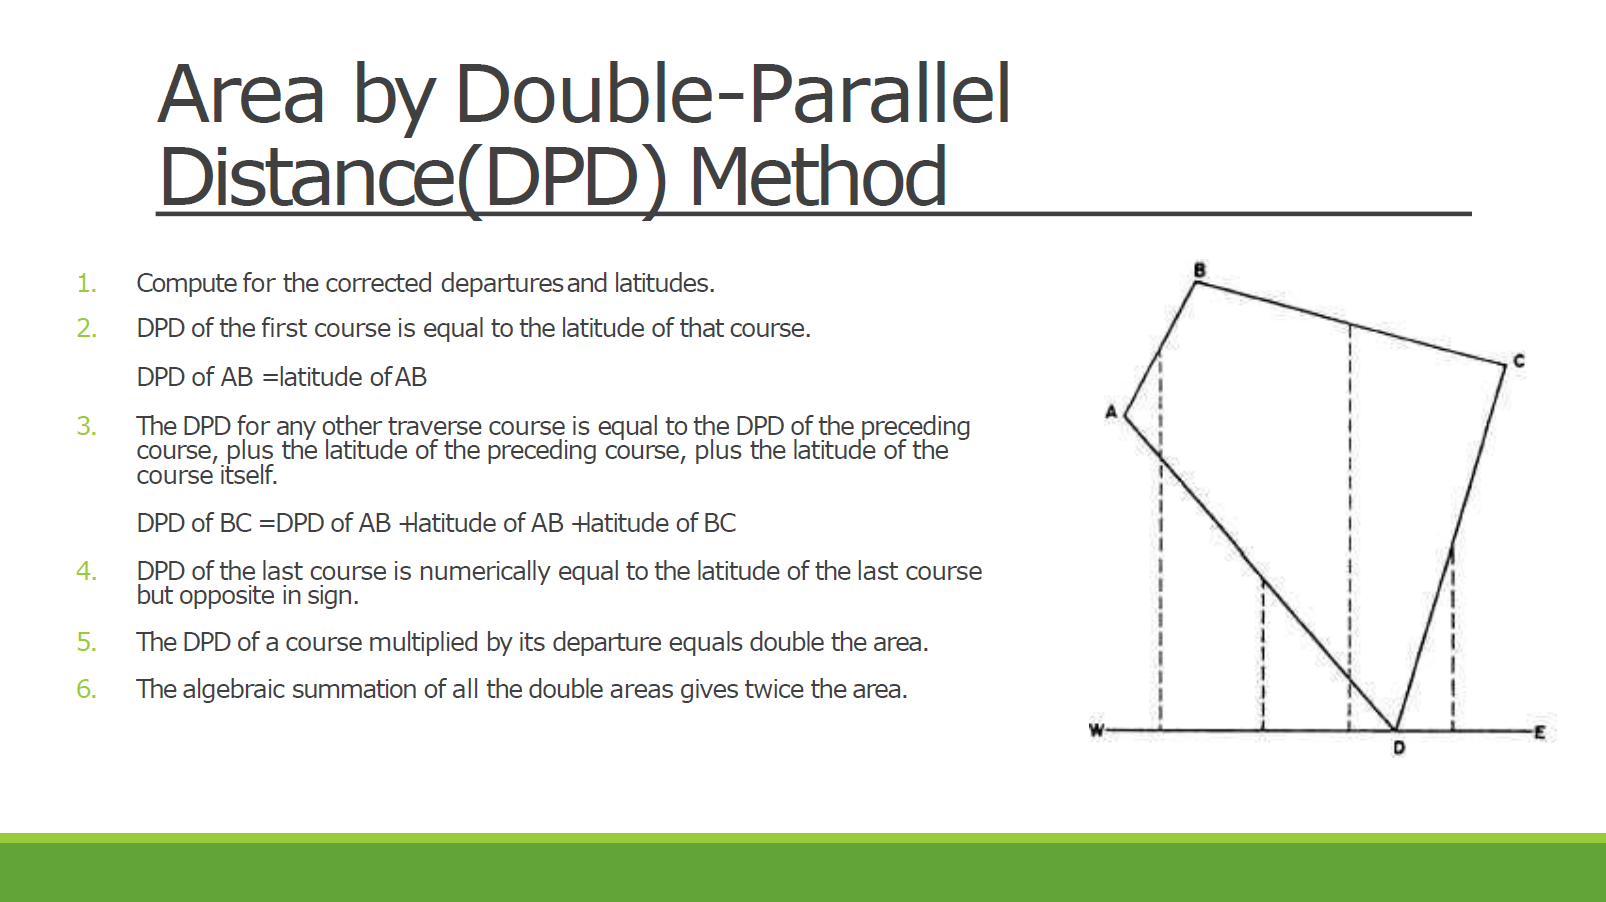 Area by Double-Parallel
Distance(DPD) Method
1. Compute for the corrected departures and latitudes.
2. DPD of the first course is equal to the latitude of that course.
DPD of AB =latitude of AB
3. The DPD for any other traverse course is equal to the DPD of the preceding
course, plus the latitude of the preceding course, plus the latitude of the
course itself.
DPD of BC =DPD of AB +latitude of AB +latitude of BC
4. DPD of the last course is numerically equal to the latitude of the last course
but opposite in sign.
5. The DPD of a course multiplied by its departure equals double the area.
6. The algebraic summation of all the double areas gives twice the area.
B
C
A
W
E
D